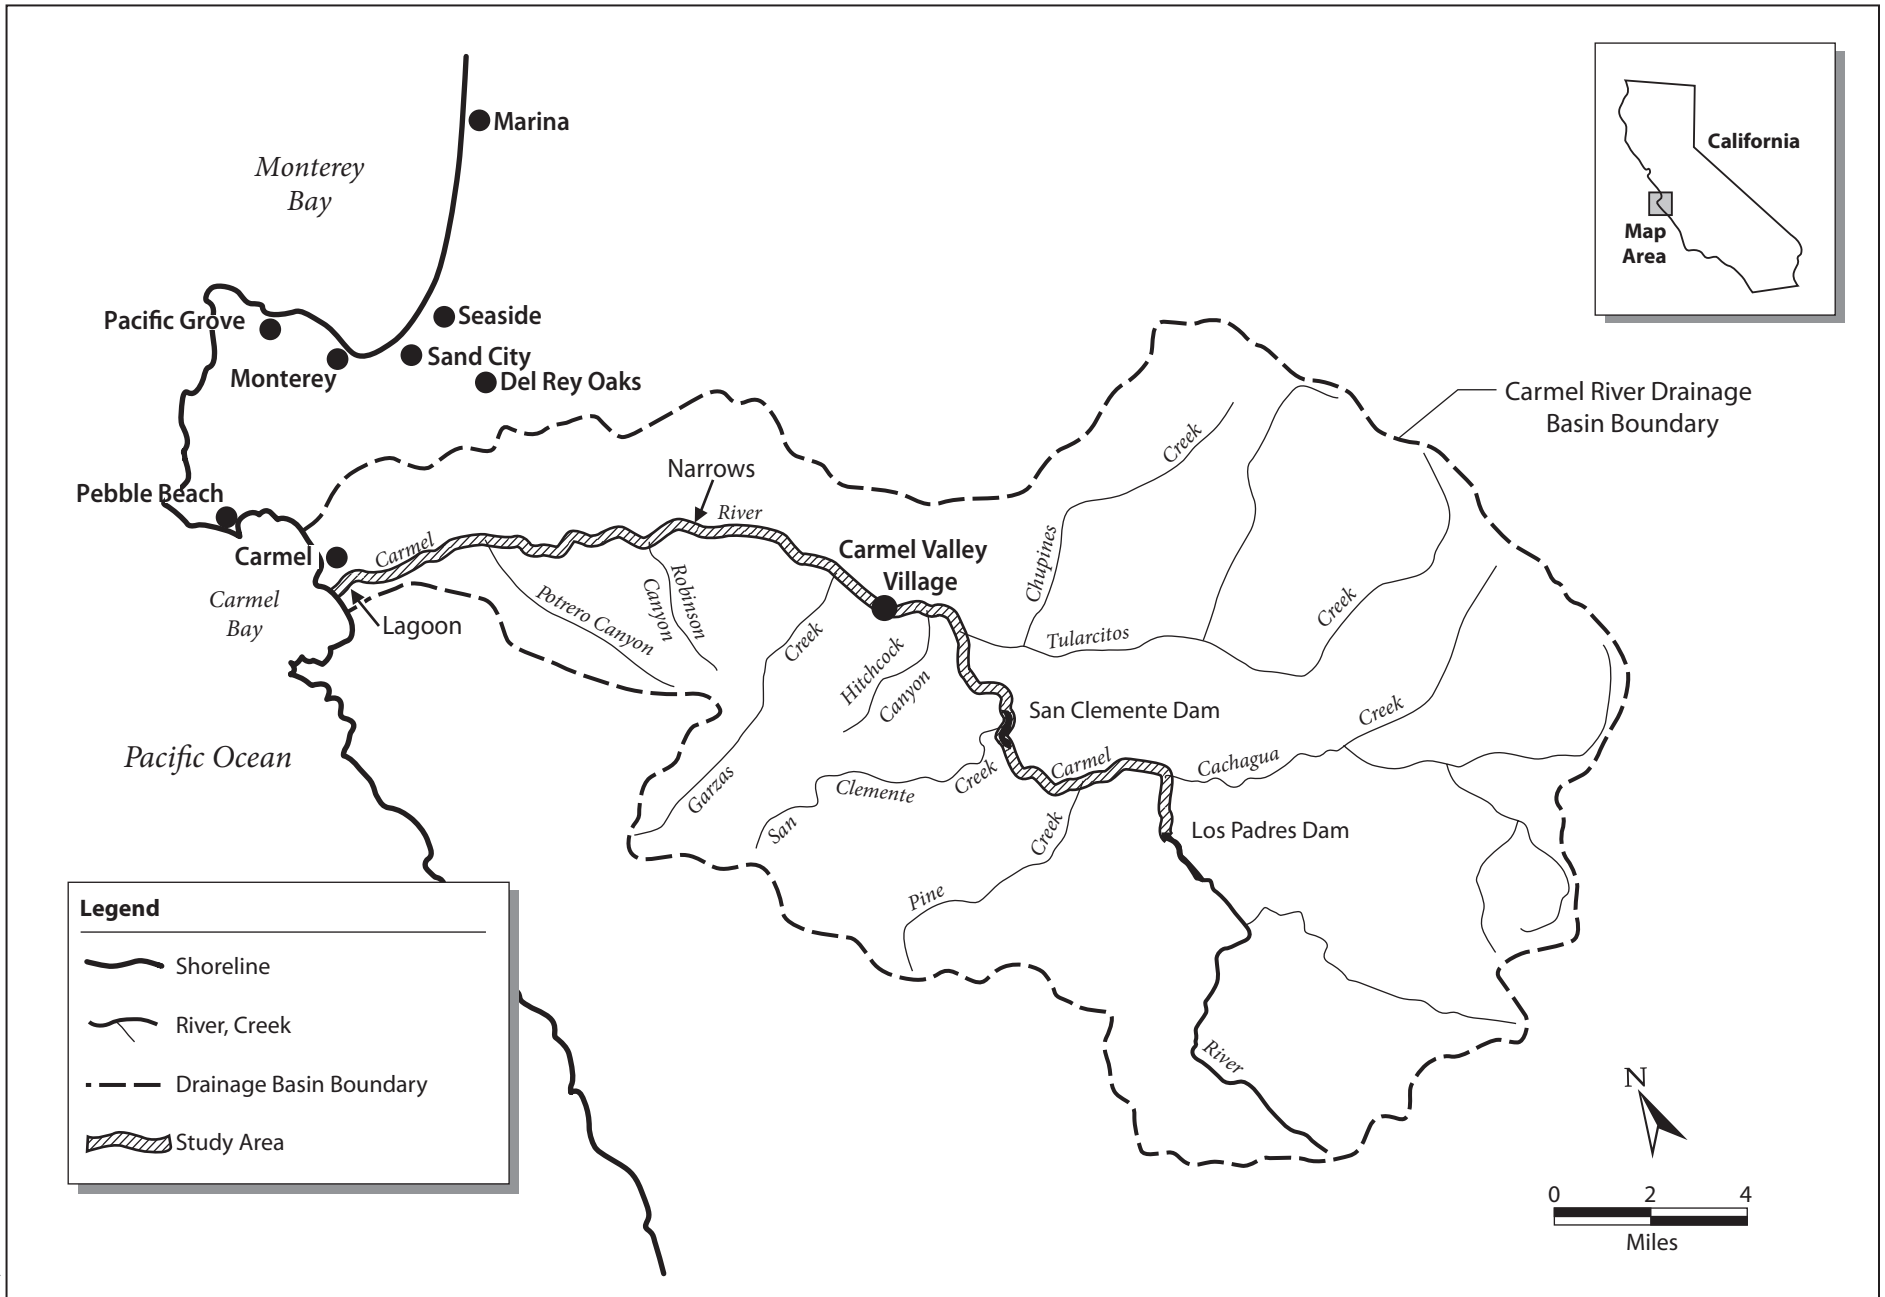 Marina
Monterey
Bay
California
Map
Area
Pacific Grove
Seaside
Sand City
Monterey
Del Rey Oaks
Carmel River Drainage
Basin Boundary
Creek
Narrows
Pebble Beach
River
Carmel
Carmel
Carmel Valley
Village
Chupines
Carmel
Bay
Lagoon
Potrero Canyon
Robinson
Canyon
Creek
Hitchcock
Canyon
Tularcitos
Creek
San Clemente Dam
Creek
Pacific Ocean
Garzas
Clemente
Creek
San
Carmel
Cachagua
Creek
Los Padres Dam
Pine
River
Legend
Shoreline
River, Creek
Drainage Basin Boundary
Study Area
N
0 2 4
Miles